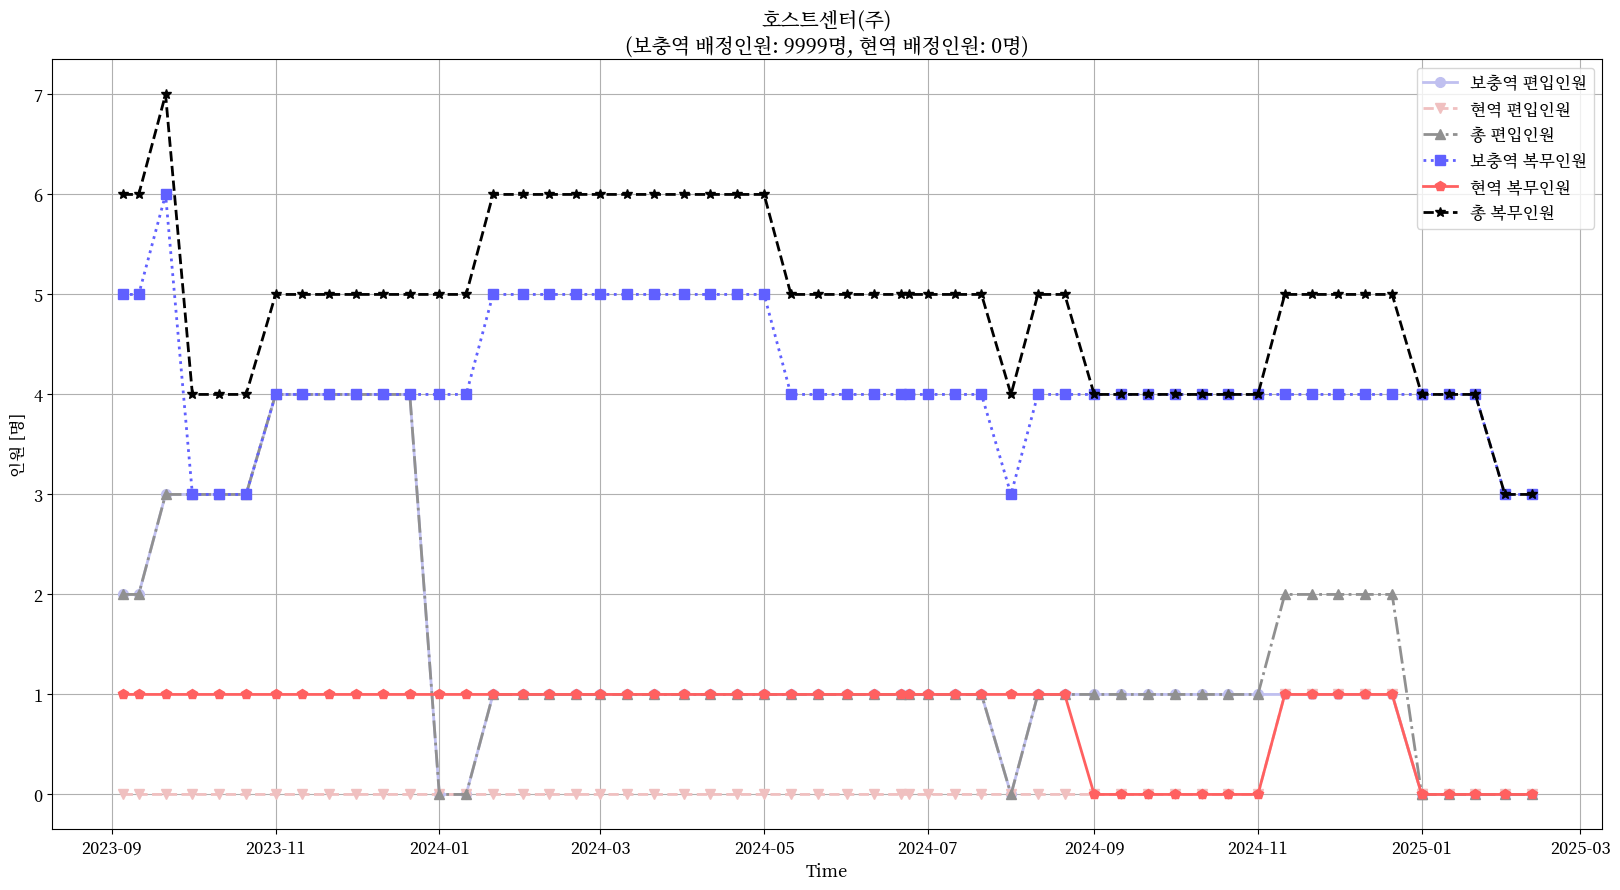 호스트센터(주)
(보충역 배정인원: 9999명, 현역 배정인원: 0명)
보충역 편입인원
현역 편입인원
총 편입인원
보충역 복무인원
현역 복무인원
총 복무인원
인원 [명]
7
6
5
4
3
2
1
0
2023-09 2023-11 2024-01 2024-03 2024-05 2024-07 2024-09 2024-11 2025-01 2025-03
Time